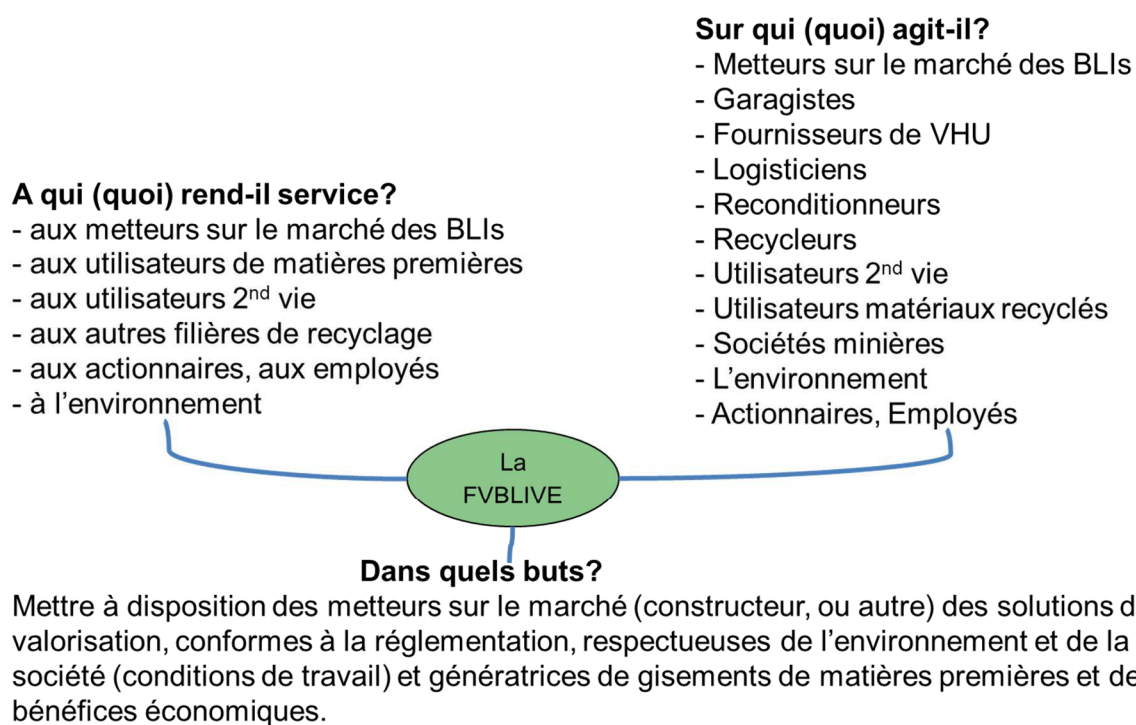 Sur qui (quoi) agit-il?
- Metteurs sur le marché des BLIs
- Garagistes
- Fournisseurs de VHU
- Logisticiens
- Reconditionneurs
- Recycleurs
- Utilisateurs 2nd vie
- Utilisateurs matériaux recyclés
- Sociétés minières
- L’environnement
- Actionnaires, Employés
A qui (quoi) rend-il service?
- aux metteurs sur le marché des BLIs
- aux utilisateurs de matières premières
- aux utilisateurs 2nd vie
- aux autres filières de recyclage
- aux actionnaires, aux employés
- à l’environnement
La
FVBLIVE
Dans quels buts?
Mettre à disposition des metteurs sur le marché (constructeur, ou autre) des solutions d
valorisation, conformes à la réglementation, respectueuses de l’environnement et de la
société (conditions de travail) et génératrices de gisements de matières premières et de
bénéfices économiques.